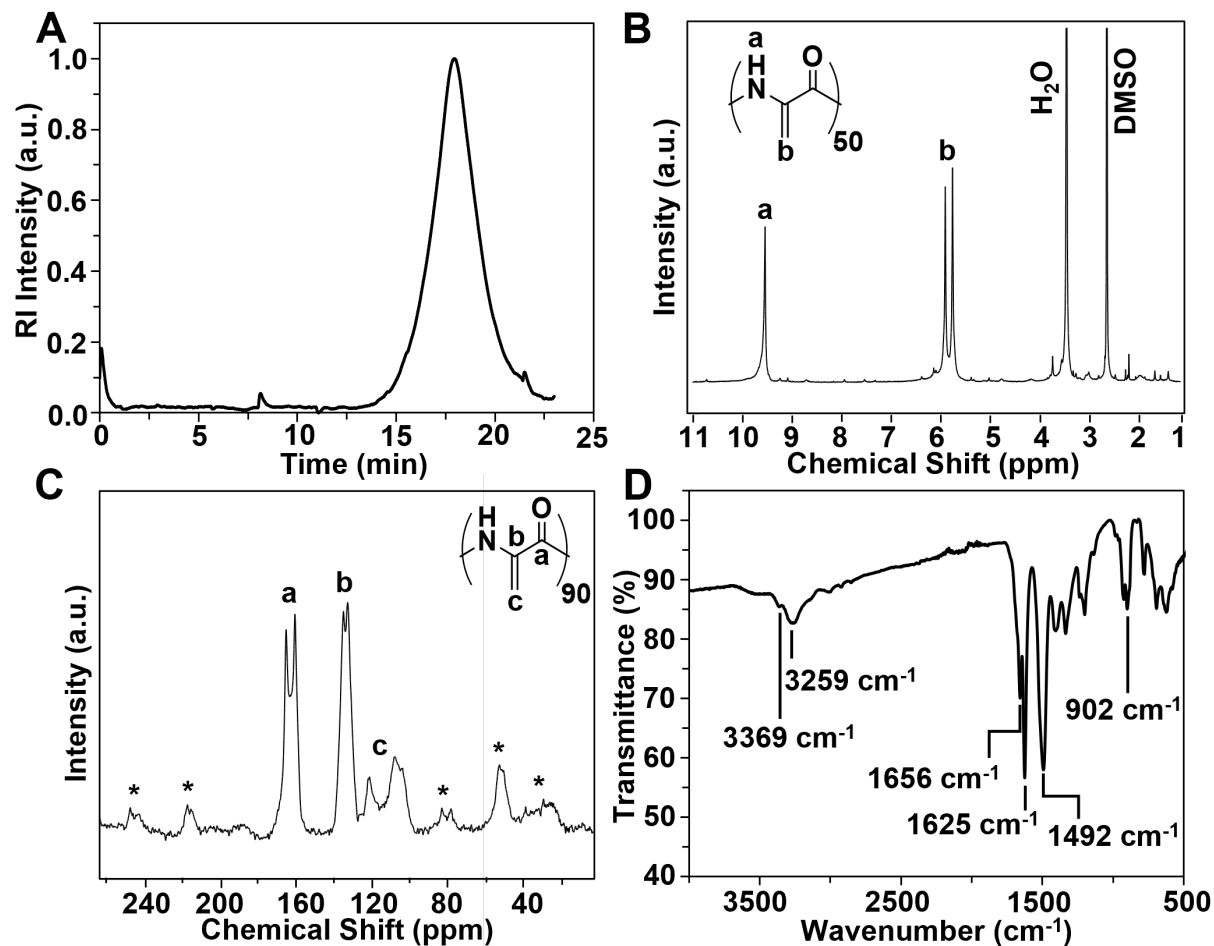 A
RI Intensity (a.u.)
1.0
0.8
0.6
0.4
0.2
0.0
0 5 10 15 20 25
Time (min)
B
Intensity (a.u.)
a
H
N
O
b
50
a
b
H₂O
DMSO
11 10 9 8 7 6 5 4 3 2 1
Chemical Shift (ppm)
C
Intensity (a.u.)
H
N
O
b
a
c
90
a
b
c
* * * * *
240 200 160 120 80 40
Chemical Shift (ppm)
D
Transmittance (%)
100
90
80
70
60
50
40
3259 cm⁻¹
3369 cm⁻¹
902 cm⁻¹
1656 cm⁻¹
1625 cm⁻¹
1492 cm⁻¹
3500 2500 1500 500
Wavenumber (cm⁻¹)